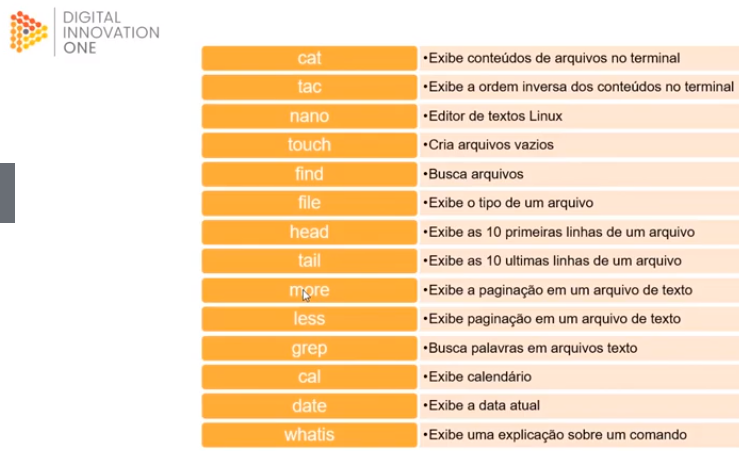 DIGITAL
INNOVATION
ONE
cat
•Exibe conteúdos de arquivos no terminal
tac
•Exibe a ordem inversa dos conteúdos no terminal
nano
•Editor de textos Linux
touch
•Cria arquivos vazios
find
•Busca arquivos
file
•Exibe o tipo de um arquivo
head
•Exibe as 10 primeiras linhas de um arquivo
tail
•Exibe as 10 ultimas linhas de um arquivo
more
•Exibe a paginação em um arquivo de texto
less
•Exibe paginação em um arquivo de texto
grep
•Busca palavras em arquivos texto
cal
•Exibe calendário
date
•Exibe a data atual
whatis
•Exibe uma explicação sobre um comando